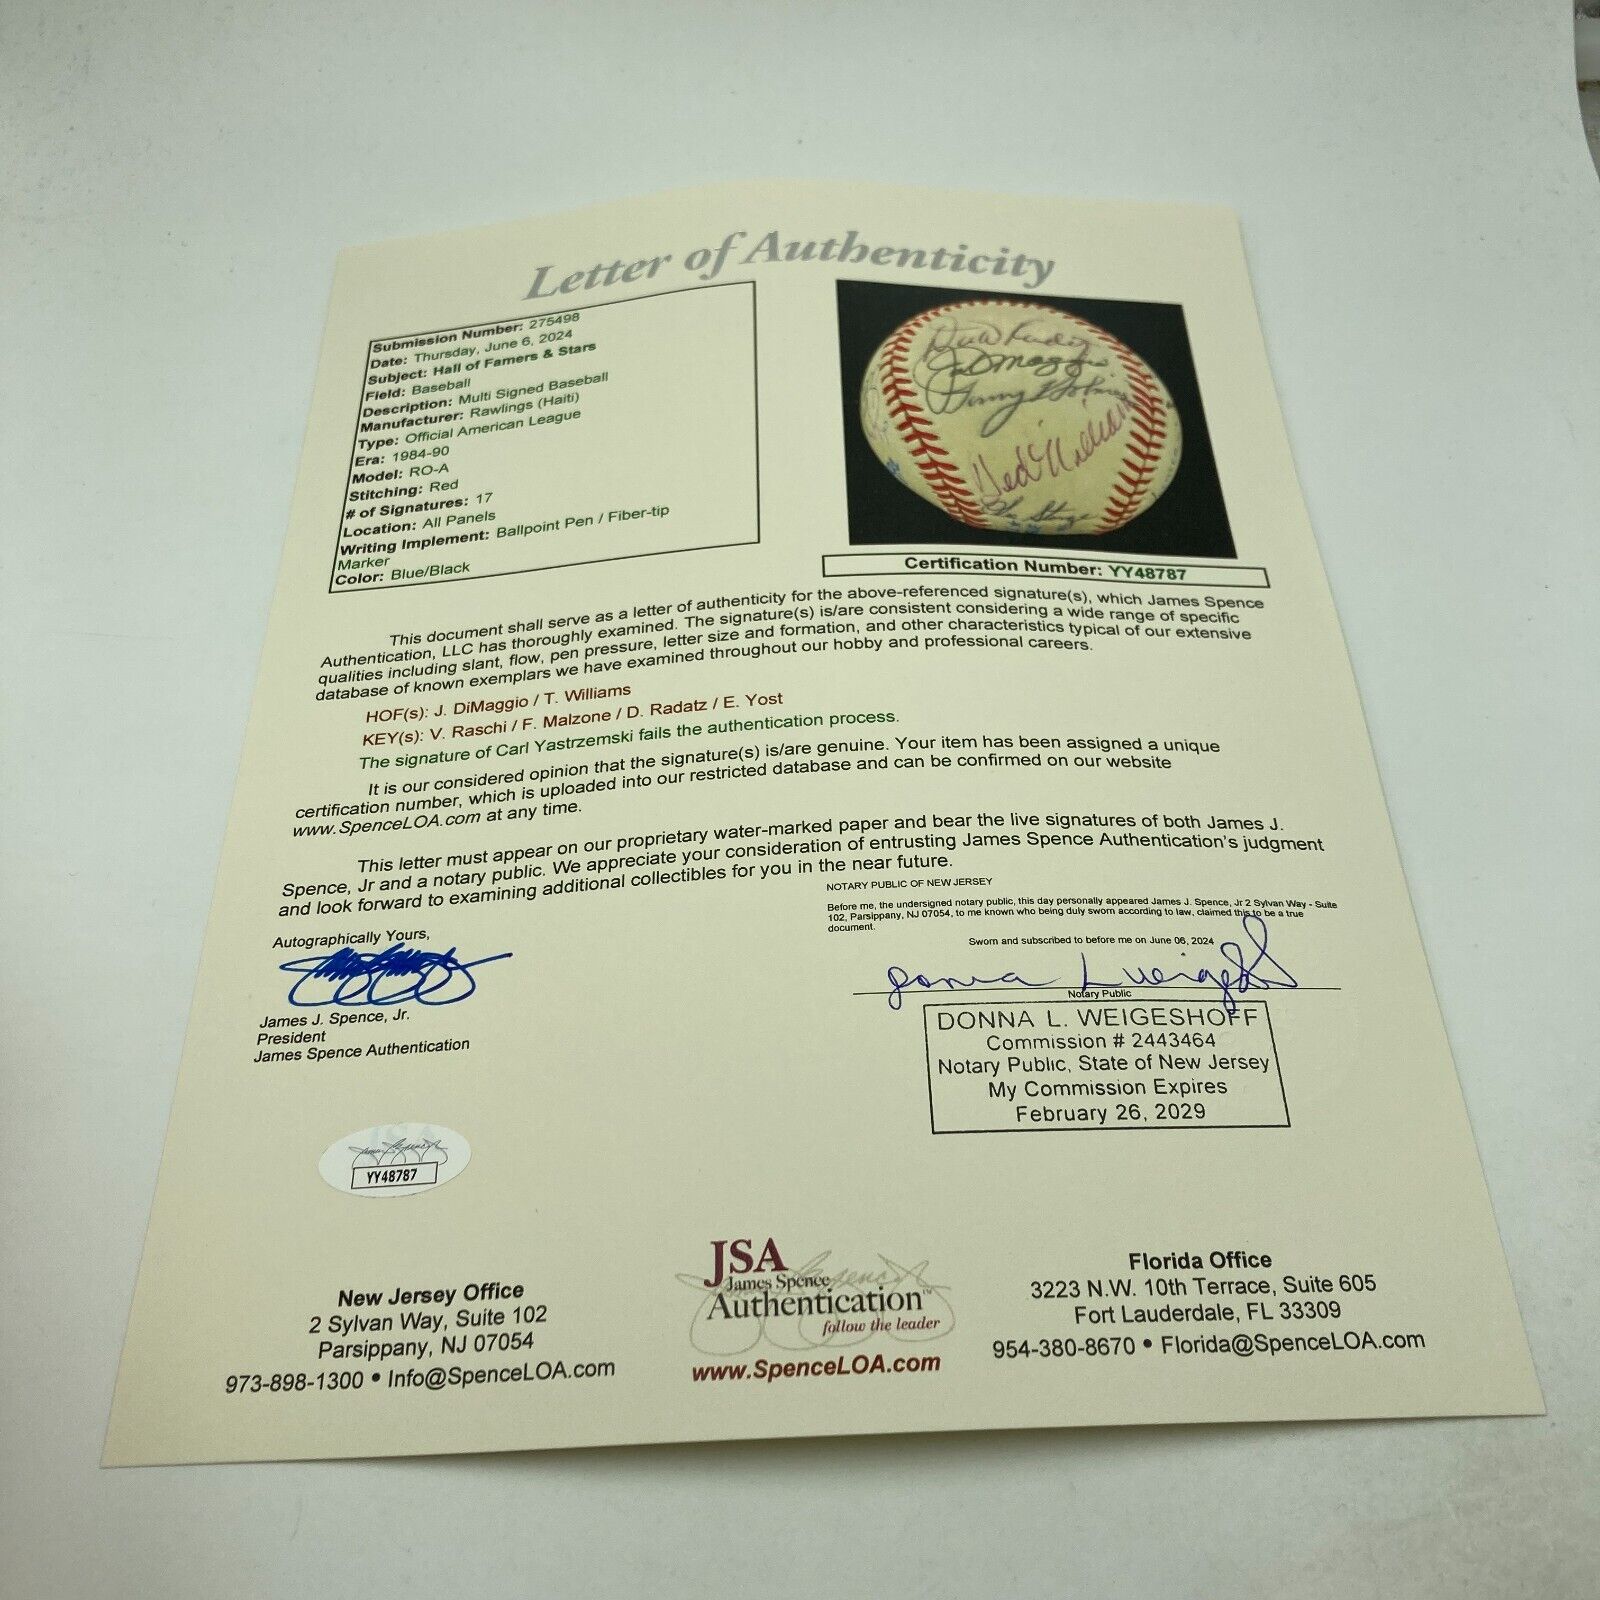 Letter of Authenticity
Submission Number: 275498
Date: Thursday, June 6, 2024
Subject: Hall of Famers & Stars
Field: Baseball
Description: Multi Signed Baseball
Manufacturer: Rawlings (Haiti)
Type: Official American League
Era: 1984-90
Model: RO-A
Stitching: Red
# of Signatures: 17
Location: All Panels
Writing Implement: Ballpoint Pen / Fiber-tip
Marker
Color: Blue/Black
Dick Radatz
Joe DiMaggio
Ted Williams
Certification Number: YY48787
This document shall serve as a letter of authenticity for the above-referenced signature(s), which James Spence
Authentication, LLC has thoroughly examined. The signature(s) is/are consistent considering a wide range of specific
qualities including slant, flow, pen pressure, letter size and formation, and other characteristics typical of our extensive
database of known exemplars we have examined throughout our hobby and professional careers.
HOF(s): J. DiMaggio / T. Williams
KEY(s): V. Raschi / F. Malzone / D. Radatz / E. Yost
The signature of Carl Yastrzemski fails the authentication process.
It is our considered opinion that the signature(s) is/are genuine. Your item has been assigned a unique
certification number, which is uploaded into our restricted database and can be confirmed on our website
www.SpenceLOA.com at any time.
This letter must appear on our proprietary water-marked paper and bear the live signatures of both James J.
Spence, Jr and a notary public. We appreciate your consideration of entrusting James Spence Authentication's judgment
and look forward to examining additional collectibles for you in the near future.
NOTARY PUBLIC OF NEW JERSEY
Before me, the undersigned notary public, this day personally appeared James J. Spence, Jr 2 Sylvan Way - Suite
102, Parsippany, NJ 07054, to me known who being duly sworn according to law, claimed this to be a true
document.
Sworn and subscribed to before me on June 06, 2024
Autographically Yours,
Donna L Weigeshoff
Notary Public
James J. Spence, Jr.
President
James Spence Authentication
DONNA L. WEIGESHOFF
Commission # 2443464
Notary Public, State of New Jersey
My Commission Expires
February 26, 2029
YY48787
New Jersey Office
2 Sylvan Way, Suite 102
Parsippany, NJ 07054
973-898-1300 • Info@SpenceLOA.com
JSA
James Spence
Authentication™
follow the leader
www.SpenceLOA.com
Florida Office
3223 N.W. 10th Terrace, Suite 605
Fort Lauderdale, FL 33309
954-380-8670 • Florida@SpenceLOA.com